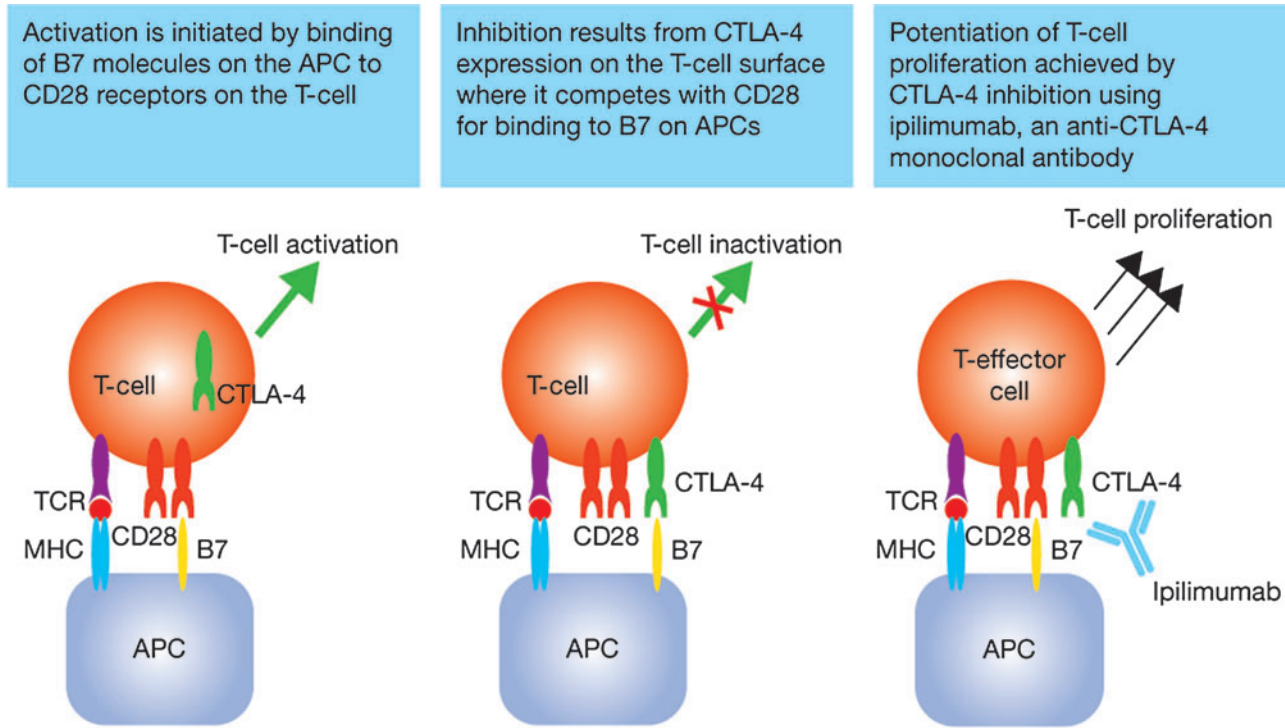 Activation is initiated by binding
of B7 molecules on the APC to
CD28 receptors on the T-cell
Inhibition results from CTLA-4
expression on the T-cell surface
where it competes with CD28
for binding to B7 on APCs
Potentiation of T-cell
proliferation achieved by
CTLA-4 inhibition using
ipilimumab, an anti-CTLA-4
monoclonal antibody
T-cell activation
T-cell
CTLA-4
TCR
MHC
CD28
B7
APC
T-cell inactivation
T-cell
CTLA-4
TCR
MHC
CD28
B7
APC
T-cell proliferation
T-effector
cell
CTLA-4
TCR
MHC
CD28
B7
Ipilimumab
APC